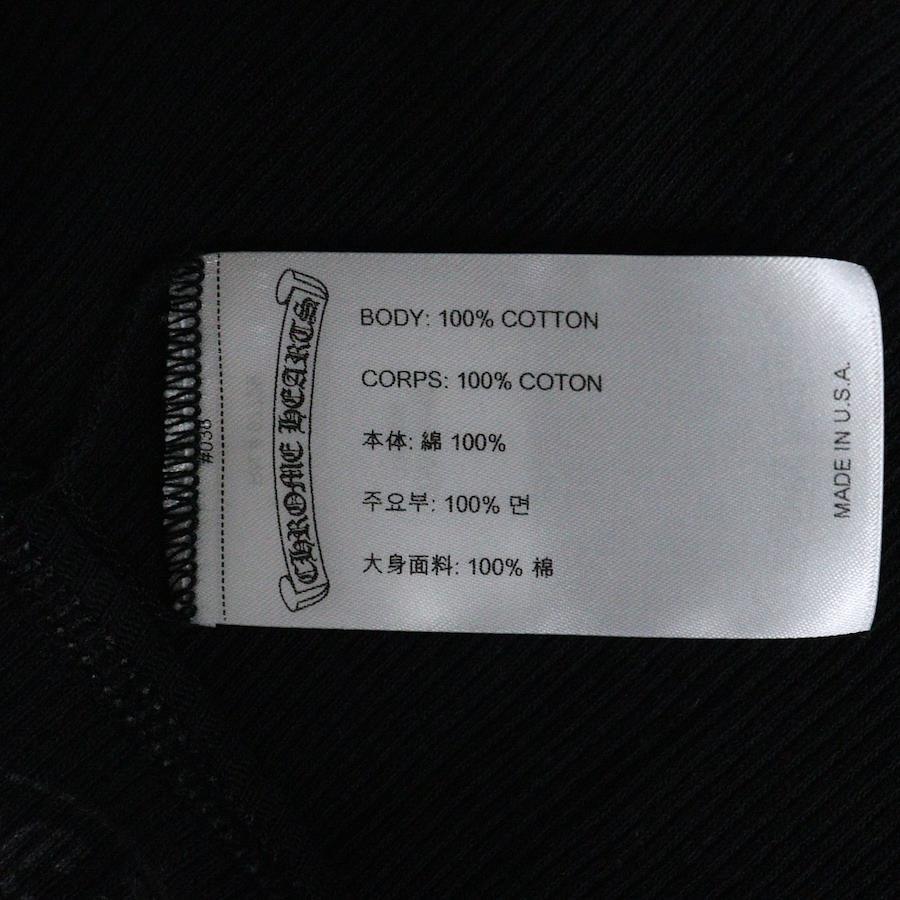 #038
CHROME HEARTS
BODY: 100% COTTON
CORPS: 100% COTON
本体: 綿 100%
주요부: 100% 면
大身面料: 100% 棉
MADE IN U.S.A.